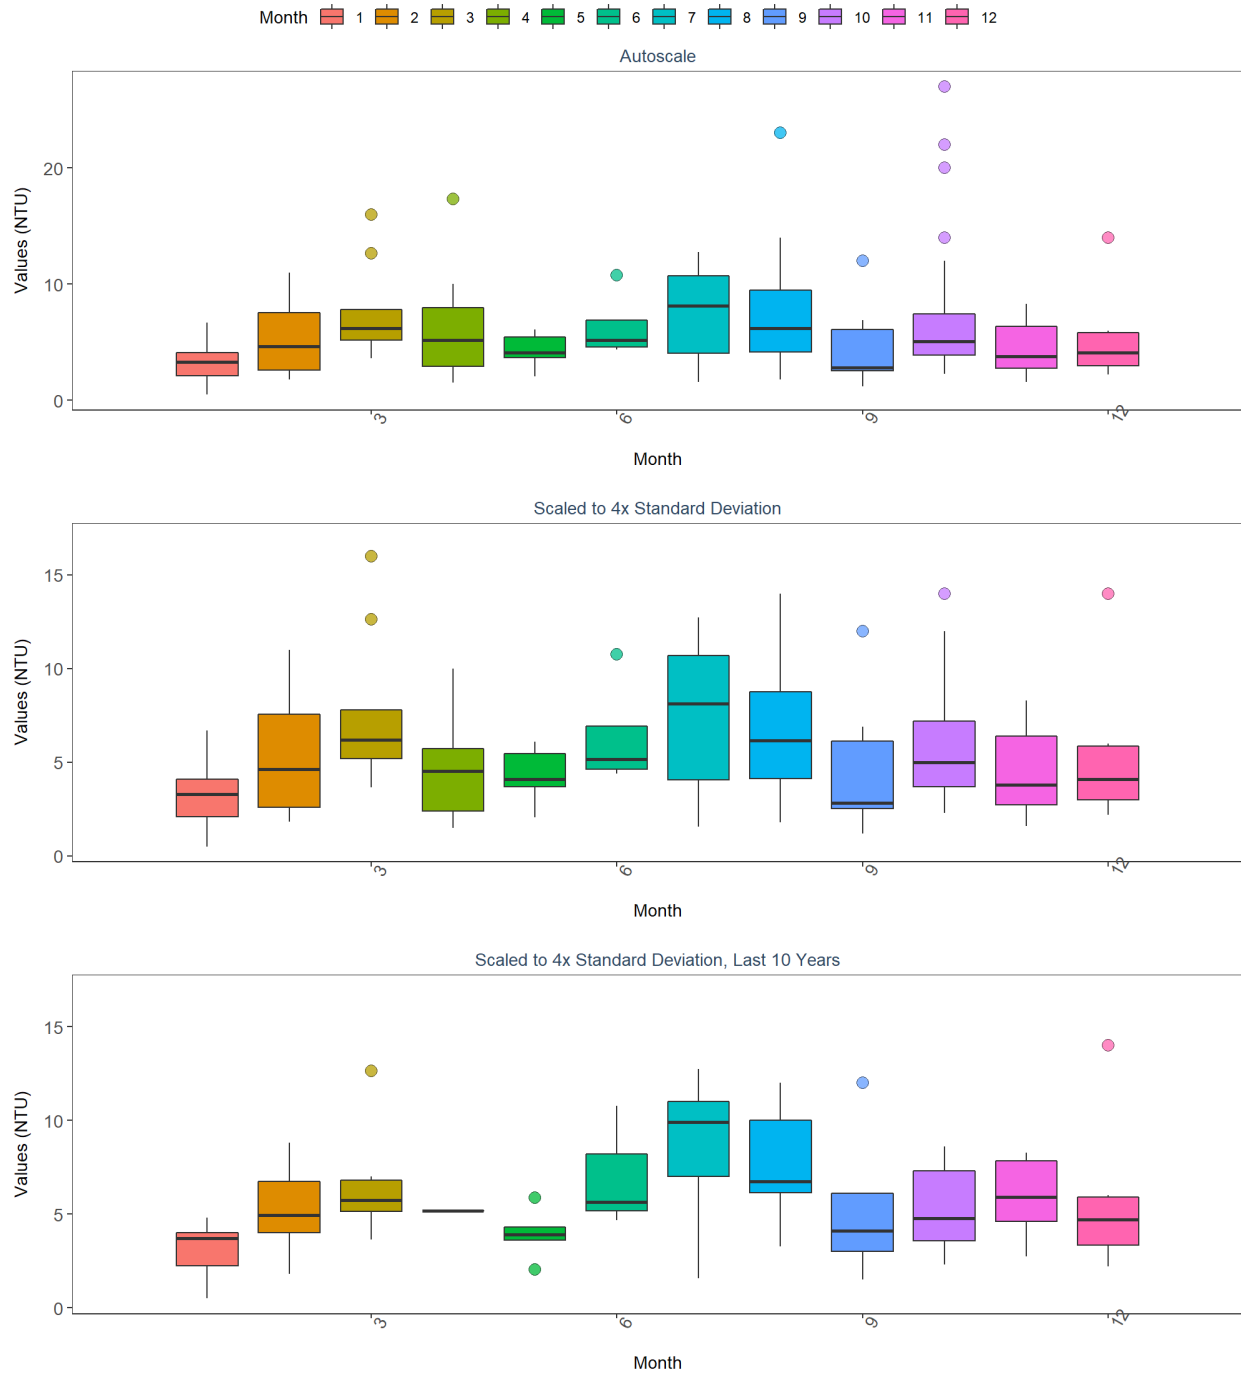 Month 1 2 3 4 5 6 7 8 9 10 11 12
Autoscale
Values (NTU)
20
10
0
3 6 9 12
Month
Scaled to 4x Standard Deviation
Values (NTU)
15
10
5
0
3 6 9 12
Month
Scaled to 4x Standard Deviation, Last 10 Years
Values (NTU)
15
10
5
0
3 6 9 12
Month